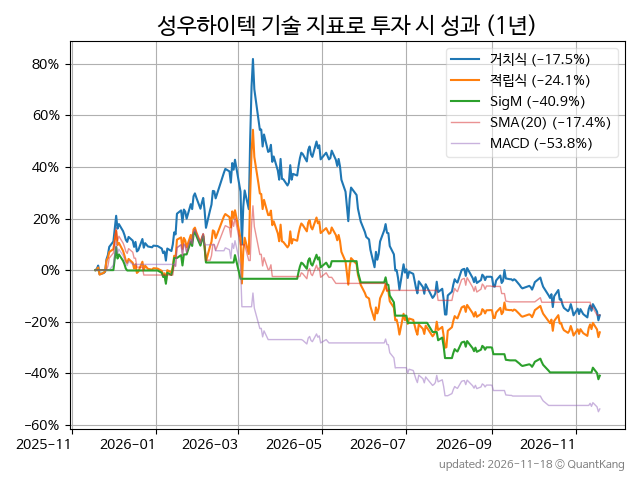 성우하이텍 기술 지표로 투자 시 성과 (1년)
거치식 (−17.5%)
적립식 (−24.1%)
SigM (−40.9%)
SMA(20) (−17.4%)
MACD (−53.8%)
80%
60%
40%
20%
0%
−20%
−40%
−60%
2025-11 2026-01 2026-03 2026-05 2026-07 2026-09 2026-11
updated: 2026-11-18 ⓒ QuantKang